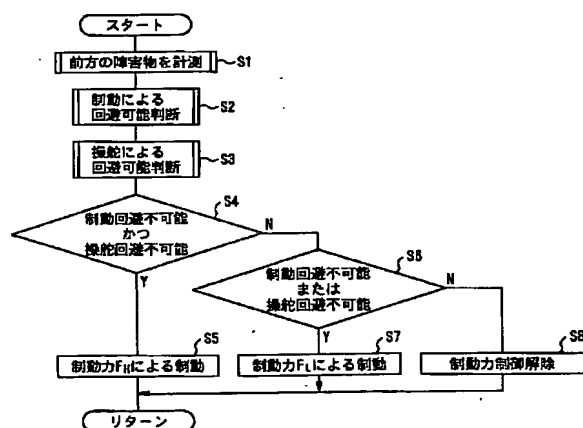 スタート
前方の障害物を計測
S1
制動による
回避可能判断
S2
操舵による
回避可能判断
S3
S4
制動回避不可能
かつ
操舵回避不可能
N
Y
S6
制動回避不可能
または
操舵回避不可能
N
Y
S5
制動力FHによる制動
S7
制動力FLによる制動
S8
制動力制御解除
リターン